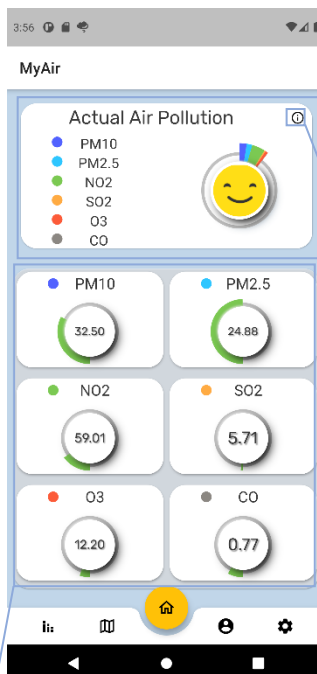 3:56
MyAir
Actual Air Pollution
PM10
PM2.5
NO2
SO2
O3
CO
PM10
PM2.5
32.50
24.88
NO2
SO2
59.01
5.71
O3
CO
12.20
0.77